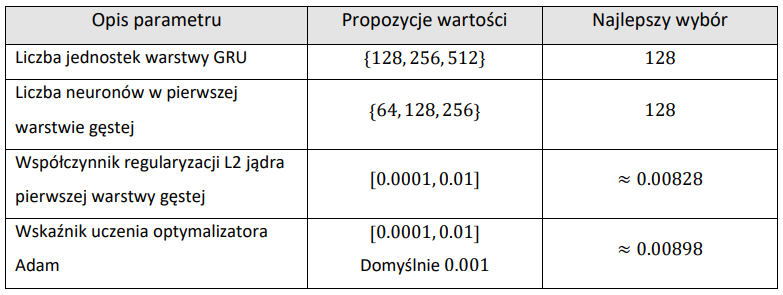 Opis parametru
Propozycje wartości
Najlepszy wybór
Liczba jednostek warstwy GRU
{128, 256, 512}
128
Liczba neuronów w pierwszej
warstwie gęstej
{64, 128, 256}
128
Współczynnik regularyzacji L2 jądra
pierwszej warstwy gęstej
[0.0001, 0.01]
≈ 0.00828
Wskaźnik uczenia optymalizatora
Adam
[0.0001, 0.01]
Domyślnie 0.001
≈ 0.00898